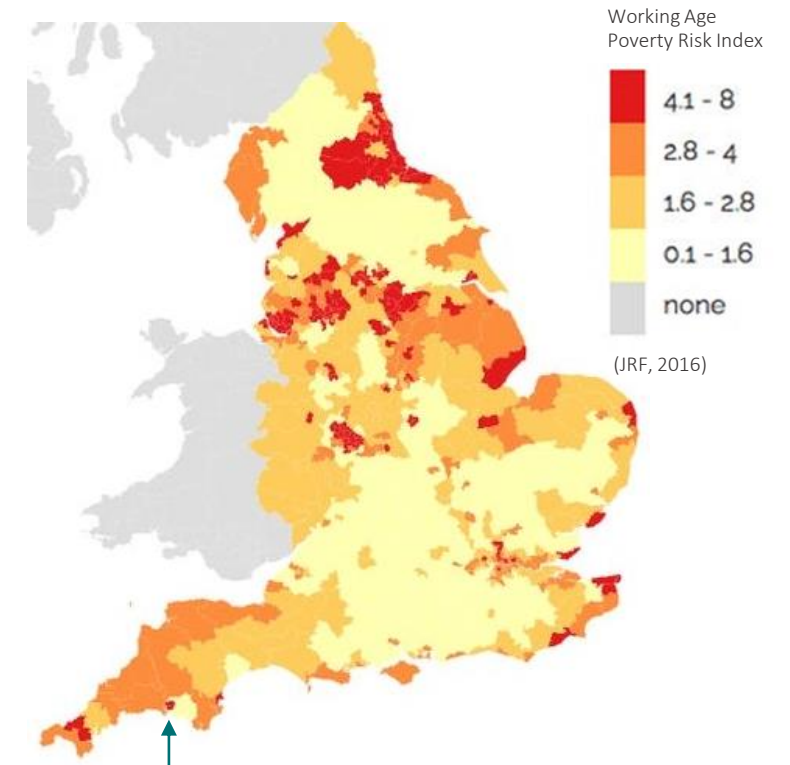 Working Age
Poverty Risk Index
4.1 - 8
2.8 - 4
1.6 - 2.8
0.1 - 1.6
none
(JRF, 2016)